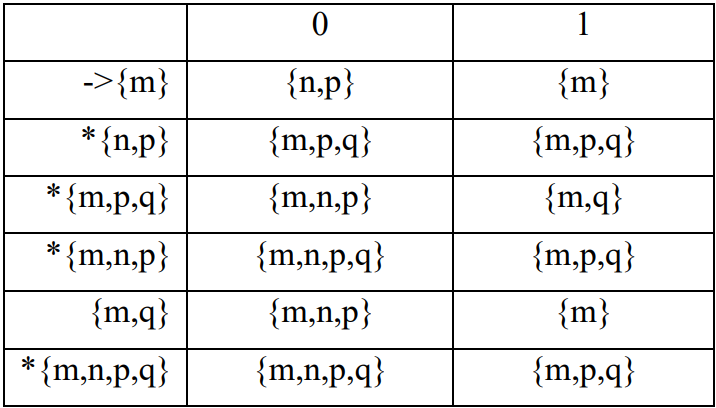 0 1
->{m} {n,p} {m}
*{n,p} {m,p,q} {m,p,q}
*{m,p,q} {m,n,p} {m,q}
*{m,n,p} {m,n,p,q} {m,p,q}
{m,q} {m,n,p} {m}
*{m,n,p,q} {m,n,p,q} {m,p,q}